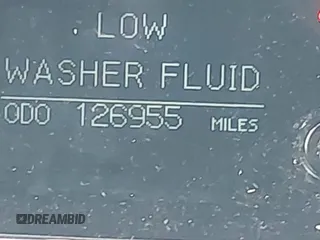 LOW
WASHER FLUID
ODO 126955 MILES
DREAMBID